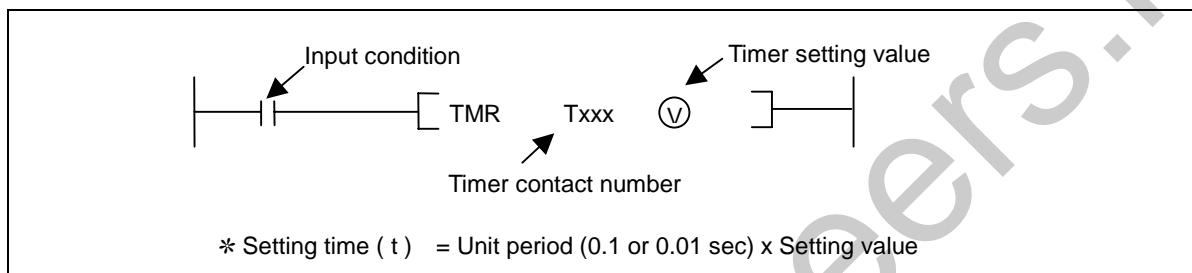 Input condition
Timer setting value
TMR Txxx V
Timer contact number
* Setting time ( t ) = Unit period (0.1 or 0.01 sec) x Setting value
eers.